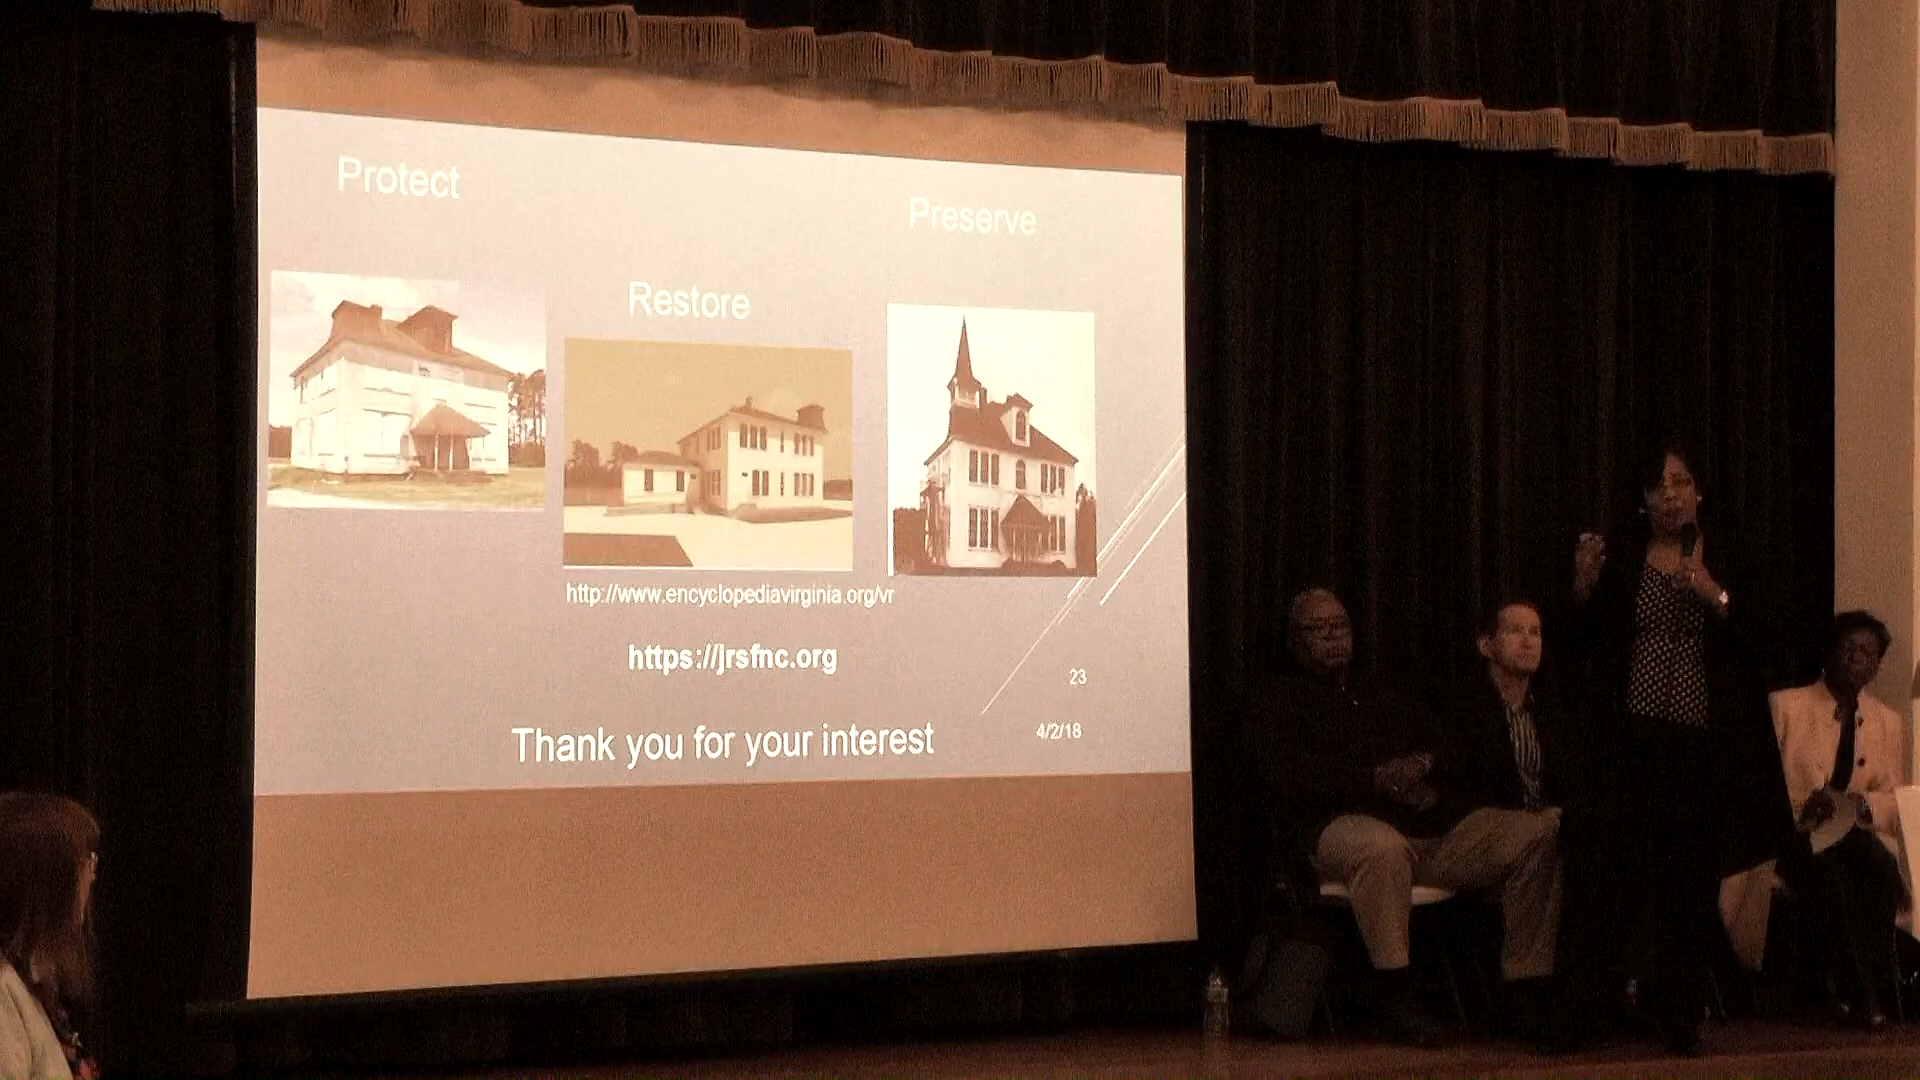 Protect
Preserve
Restore
http://www.encyclopediavirginia.org/vr
https://jrsfnc.org
23
4/2/18
Thank you for your interest